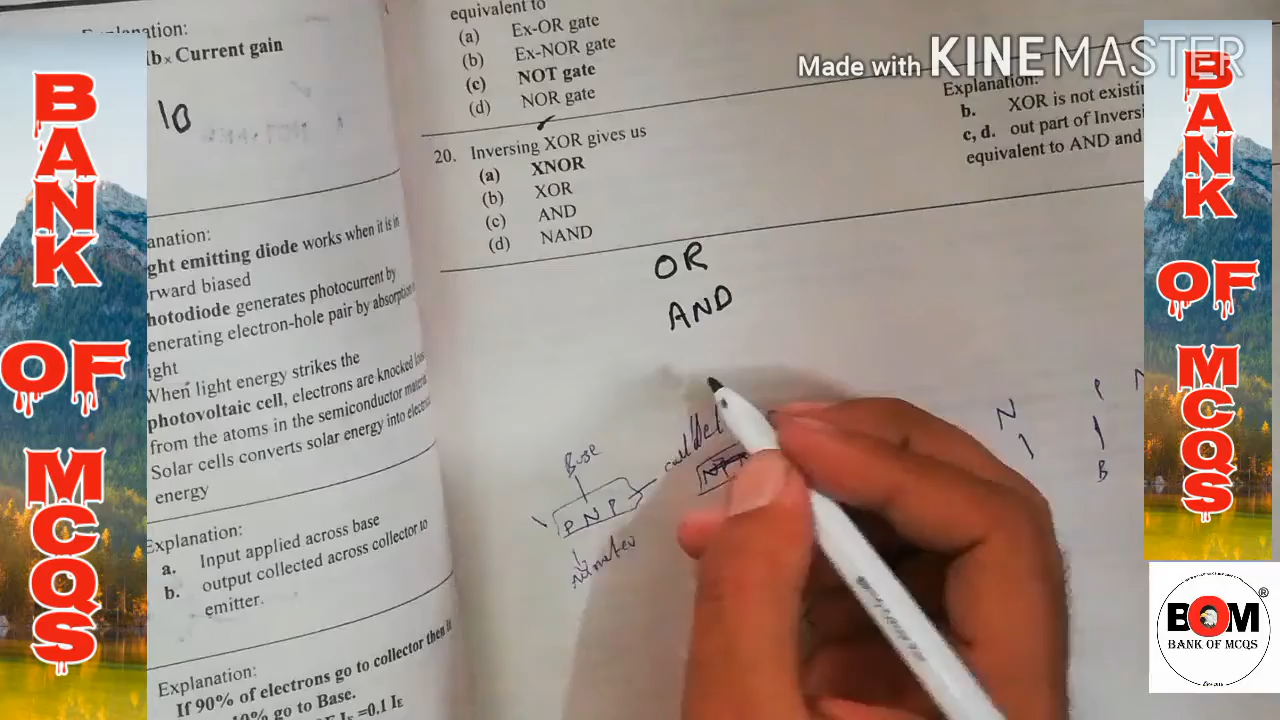 Explanation:
Ib× Current gain
10
anation:
ght emitting diode works when it is in
rward biased
hotodiode generates photocurrent by
enerating electron-hole pair by absorption
ight
When light energy strikes the
photovoltaic cell, electrons are knocked
from the atoms in the semiconductor
Solar cells converts solar energy into
energy
Explanation:
a. Input applied across base
b. output collected across collector to
emitter.
Explanation:
If 90% of electrons go to collector then
10% go to Base.
=0.1 IE
equivalent to
(a) Ex-OR gate
(b) Ex-NOR gate
(c) NOT gate
(d) NOR gate
20. Inversing XOR gives us
(a) XNOR
(b) XOR
(c) AND
(d) NAND
OR
AND
Base
PNP
N
P
B
Explanation:
b. XOR is not
c, d. out part of
equivalent to AND and
Made with KINEMASTER
BANK OF MCQS
BANK OF MCQS
BOM
BANK OF MCQS